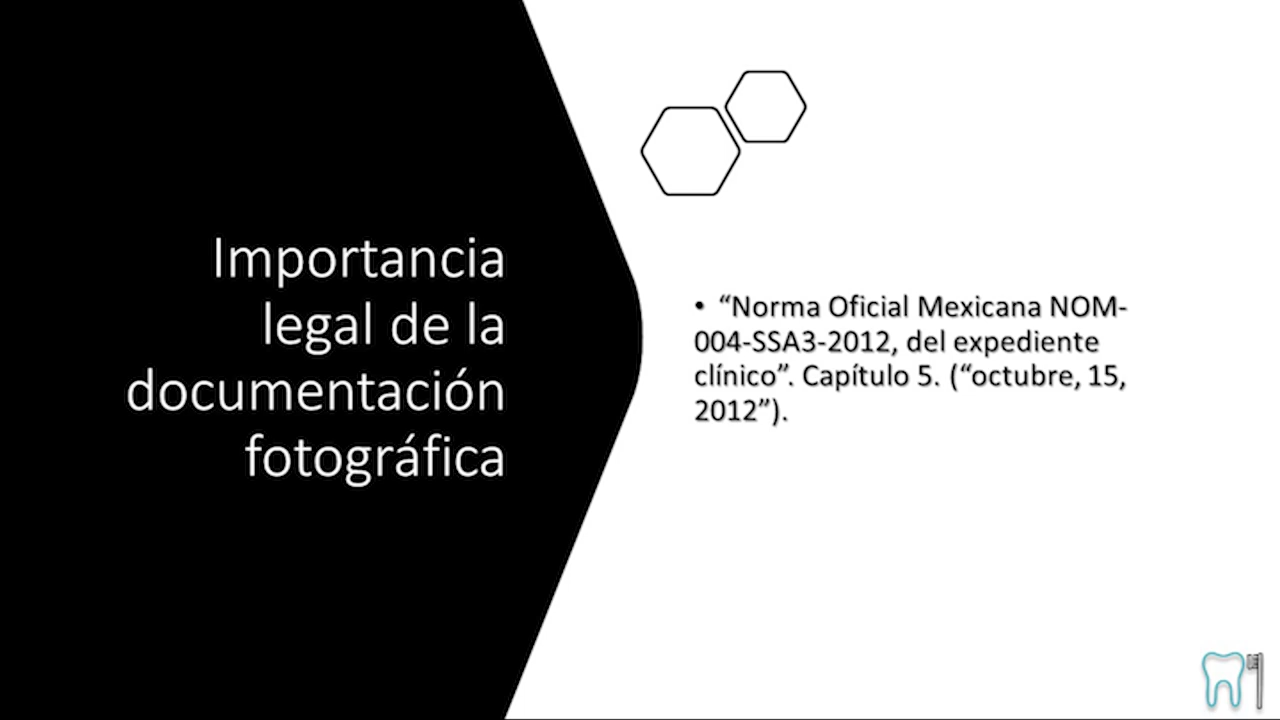 Importancia
legal de la
documentación
fotográfica
• “Norma Oficial Mexicana NOM-
004-SSA3-2012, del expediente
clínico”. Capítulo 5. (“octubre, 15,
2012”).